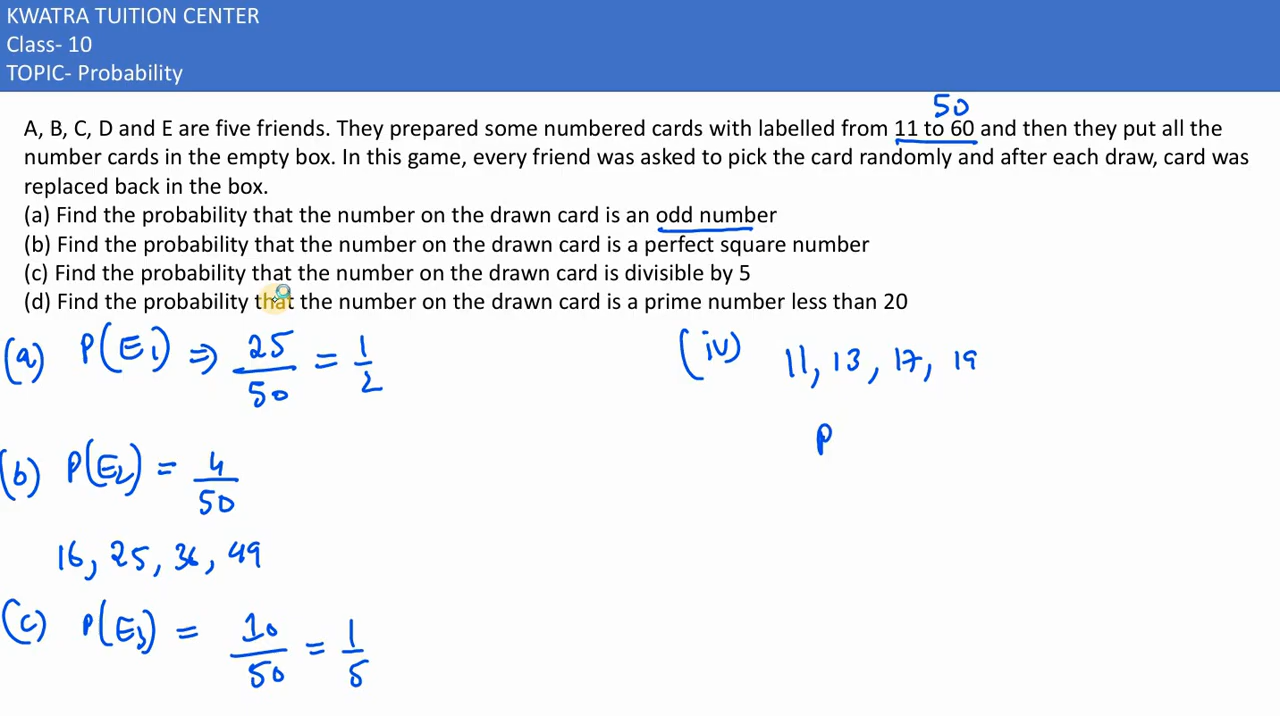 KWATRA TUITION CENTER
Class- 10
TOPIC- Probability
50
A, B, C, D and E are five friends. They prepared some numbered cards with labelled from 11 to 60 and then they put all the
number cards in the empty box. In this game, every friend was asked to pick the card randomly and after each draw, card was
replaced back in the box.
(a) Find the probability that the number on the drawn card is an odd number
(b) Find the probability that the number on the drawn card is a perfect square number
(c) Find the probability that the number on the drawn card is divisible by 5
(d) Find the probability that the number on the drawn card is a prime number less than 20
(a) P(E1) ⇒ 25/50 = 1/2
(b) P(E2) = 4/50
16, 25, 36, 49
(c) P(E3) = 10/50 = 1/5
(iv) 11, 13, 17, 19
P